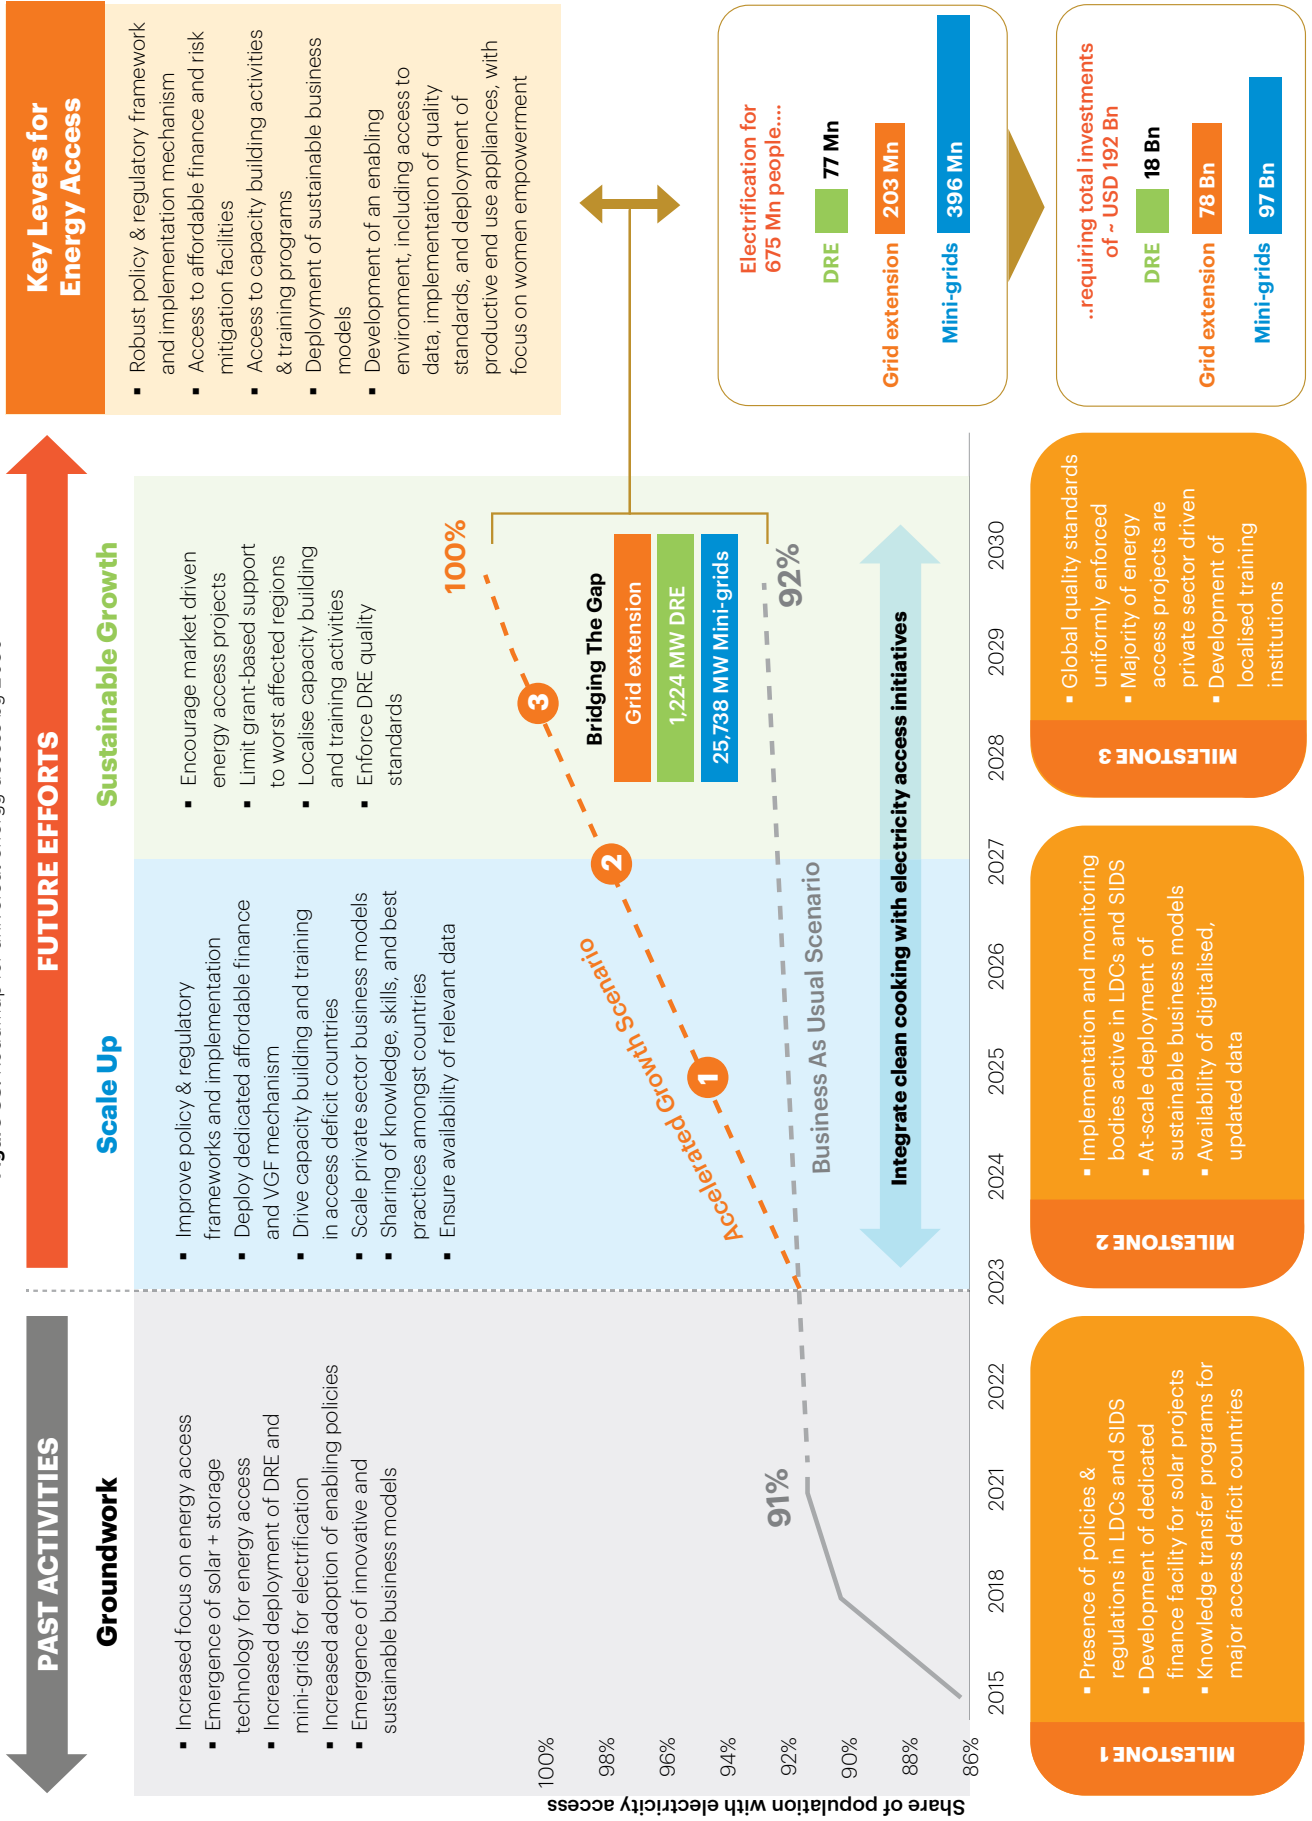 PAST ACTIVITIES
FUTURE EFFORTS
Groundwork
Scale Up
Sustainable Growth
▪ Increased focus on energy access
▪ Emergence of solar + storage
technology for energy access
▪ Increased deployment of DRE and
mini-grids for electrification
▪ Increased adoption of enabling policies
▪ Emergence of innovative and
sustainable business models
▪ Improve policy & regulatory
frameworks and implementation
▪ Deploy dedicated affordable finance
and VGF mechanism
▪ Drive capacity building and training
in access deficit countries
▪ Scale private sector business models
▪ Sharing of knowledge, skills, and best
practices amongst countries
▪ Ensure availability of relevant data
▪ Encourage market driven
energy access projects
▪ Limit grant-based support
to worst affected regions
▪ Localise capacity building
and training activities
▪ Enforce DRE quality
standards
Key Levers for
Energy Access
▪ Robust policy & regulatory framework
and implementation mechanism
▪ Access to affordable finance and risk
mitigation facilities
▪ Access to capacity building activities
& training programs
▪ Deployment of sustainable business
models
▪ Development of an enabling
environment, including access to
data, implementation of quality
standards, and deployment of
productive end use appliances, with
focus on women empowerment
Share of population with electricity access
100%
98%
96%
94%
92%
90%
88%
86%
91%
Accelerated Growth Scenario
1
2
3
100%
Bridging The Gap
Grid extension
1,224 MW DRE
25,738 MW Mini-grids
92%
Business As Usual Scenario
Integrate clean cooking with electricity access initiatives
2015
2018
2021
2022
2023
2024
2025
2026
2027
2028
2029
2030
Electrification for
675 Mn people....
DRE
77 Mn
Grid extension
203 Mn
Mini-grids
396 Mn
..requiring total investments
of ~ USD 192 Bn
DRE
18 Bn
Grid extension
78 Bn
Mini-grids
97 Bn
MILESTONE 1
▪ Presence of policies &
regulations in LDCs and SIDS
▪ Development of dedicated
finance facility for solar projects
▪ Knowledge transfer programs for
major access deficit countries
MILESTONE 2
▪ Implementation and monitoring
bodies active in LDCs and SIDS
▪ At-scale deployment of
sustainable business models
▪ Availability of digitalised,
updated data
MILESTONE 3
▪ Global quality standards
uniformly enforced
▪ Majority of energy
access projects are
private sector driven
▪ Development of
localised training
institutions